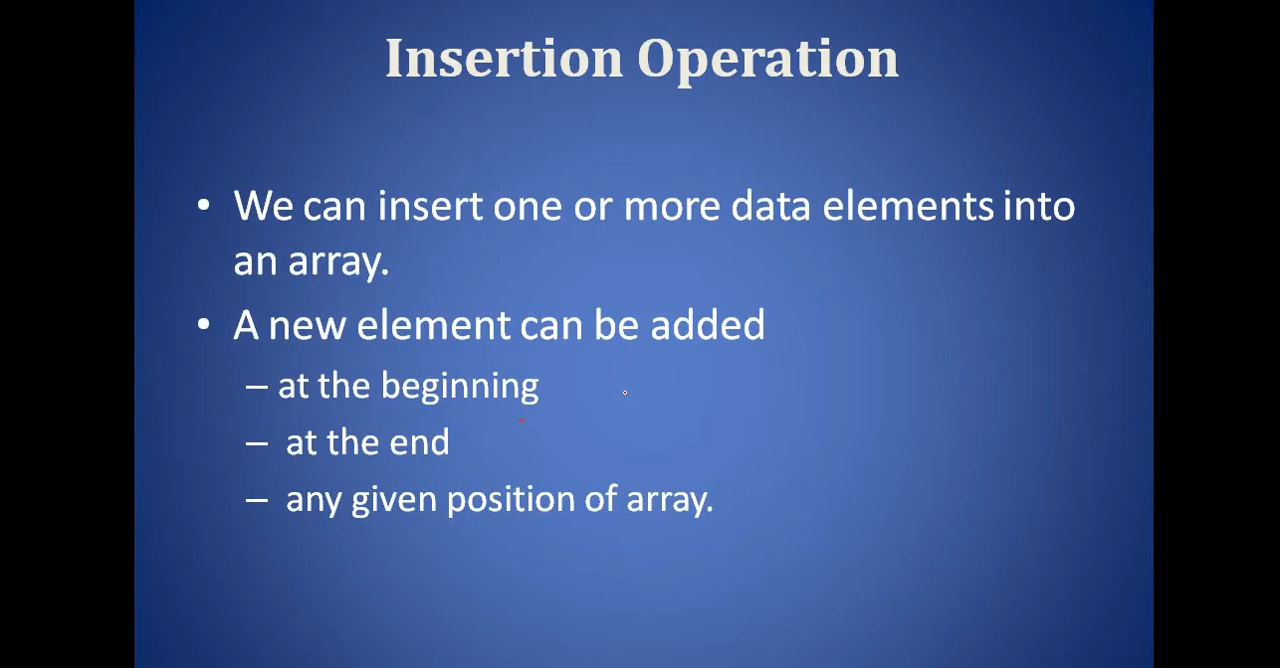 Insertion Operation
• We can insert one or more data elements into
an array.
• A new element can be added
– at the beginning
– at the end
– any given position of array.